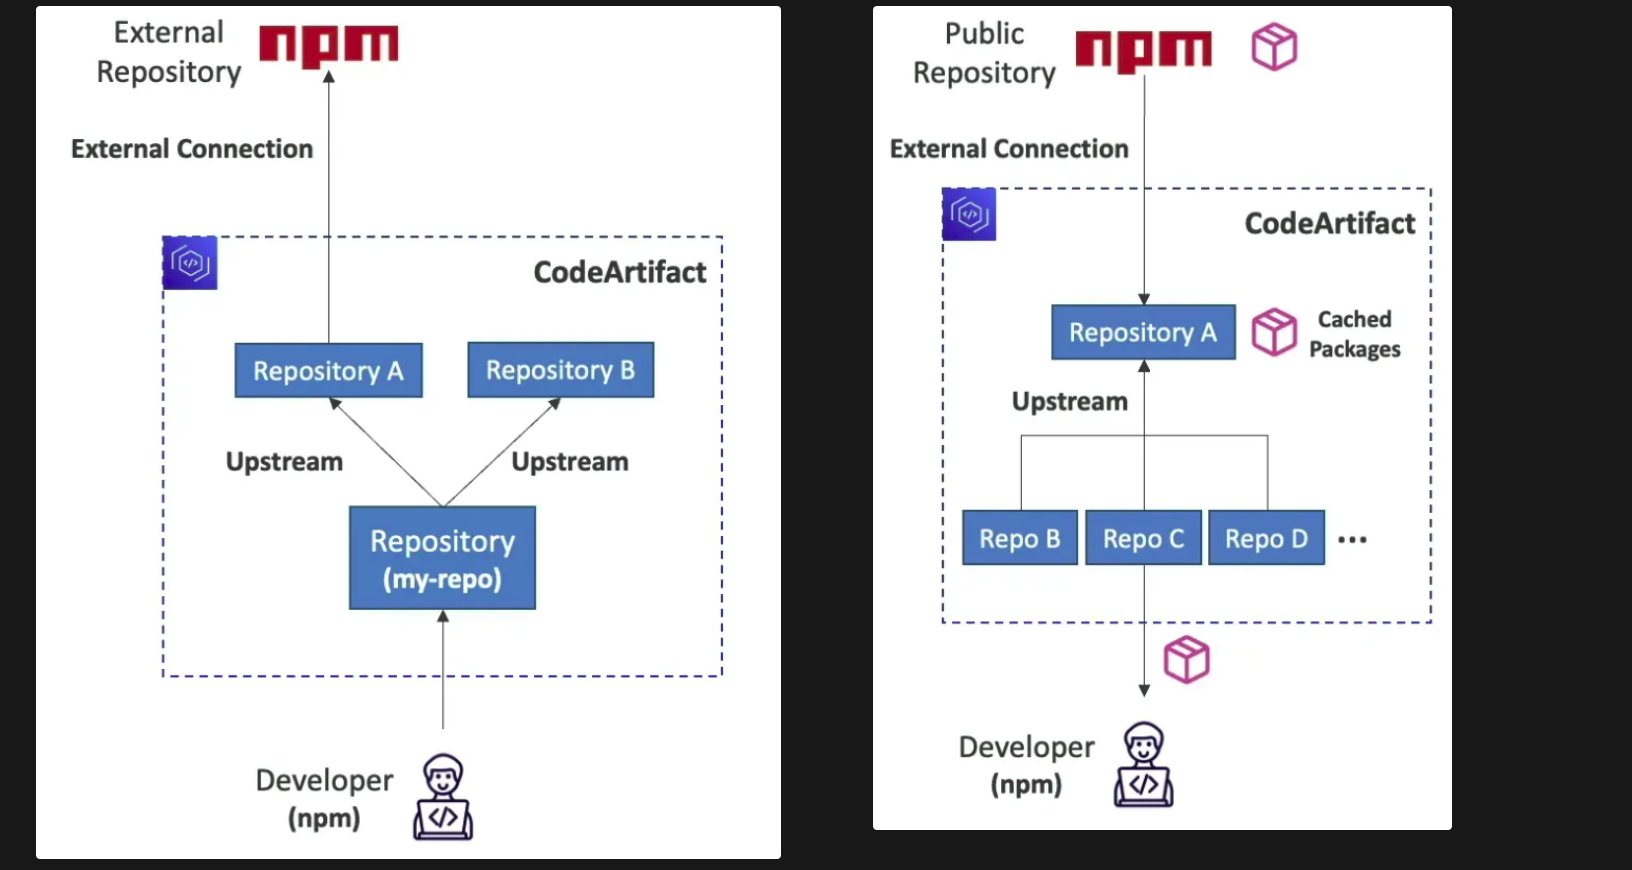 External
Repository
npm
External Connection
</>
CodeArtifact
Repository A
Repository B
Upstream
Upstream
Repository
(my-repo)
Developer
(npm)
</>
Public
Repository
npm
External Connection
</>
CodeArtifact
Repository A
Cached
Packages
Upstream
Repo B
Repo C
Repo D
...
Developer
(npm)
</>